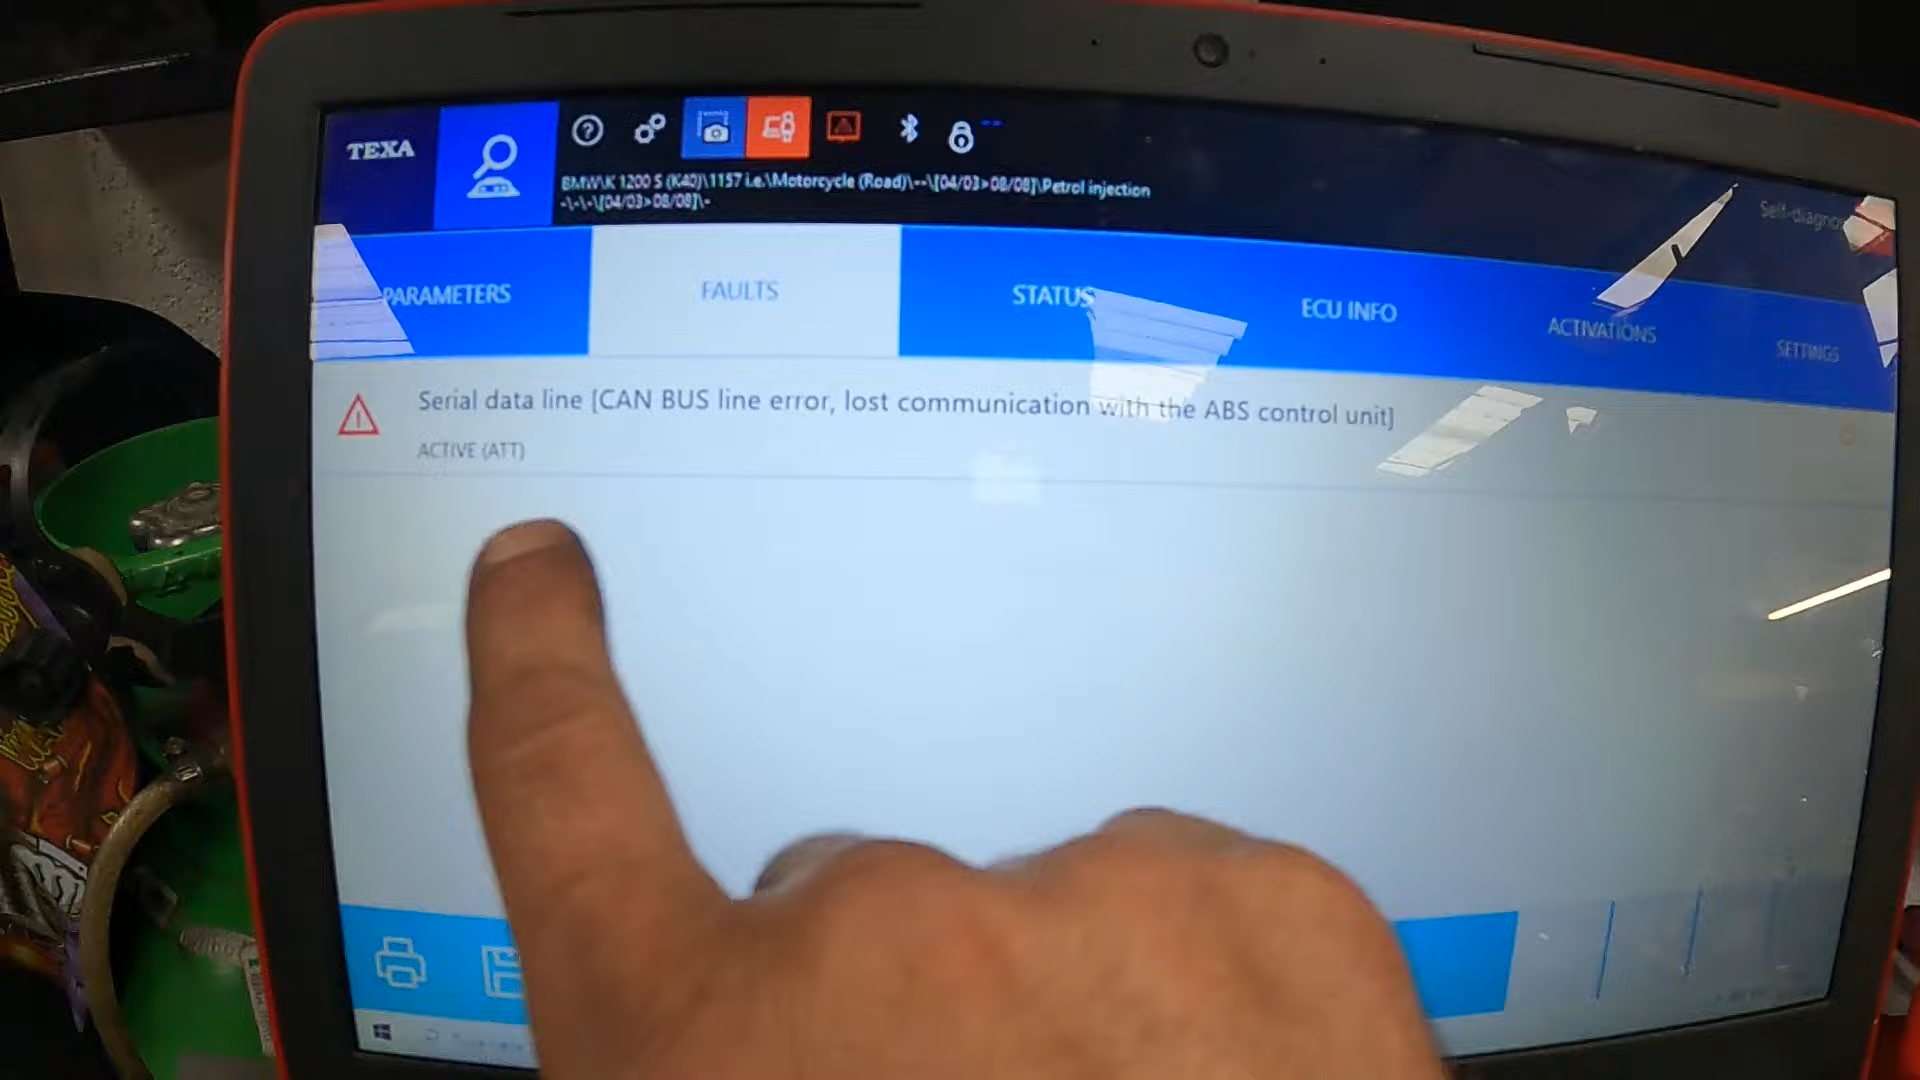 TEXA
BMW\K 1200 S (K40)\1157 i.e.\Motorcycle (Road)\--\[04/03>08/08]\Petrol injection
-\-\-\[04/03>08/08]\-
Self-diagnos
PARAMETERS
FAULTS
STATUS
ECU INFO
ACTIVATIONS
SETTINGS
Serial data line [CAN BUS line error, lost communication with the ABS control unit]
ACTIVE (ATT)